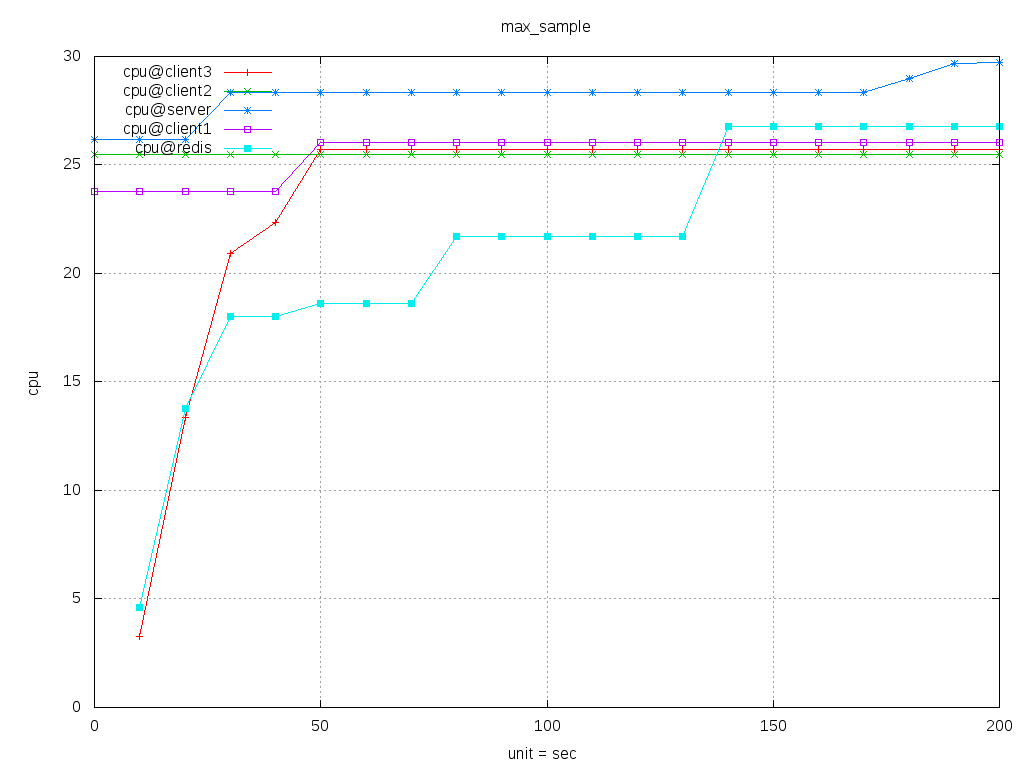 max_sample
30
25
20
15
10
5
0
cpu
cpu@client3
cpu@client2
cpu@server
cpu@client1
cpu@redis
0 50 100 150 200
unit = sec